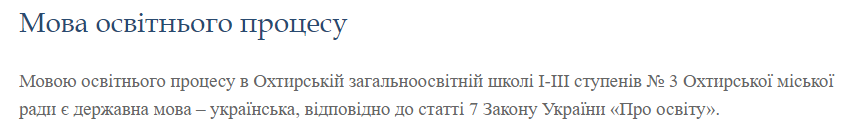 Мова освітнього процесу
Мовою освітнього процесу в Охтирській загальноосвітній школі І-ІІІ ступенів № 3 Охтирської міської
ради є державна мова – українська, відповідно до статті 7 Закону України «Про освіту».